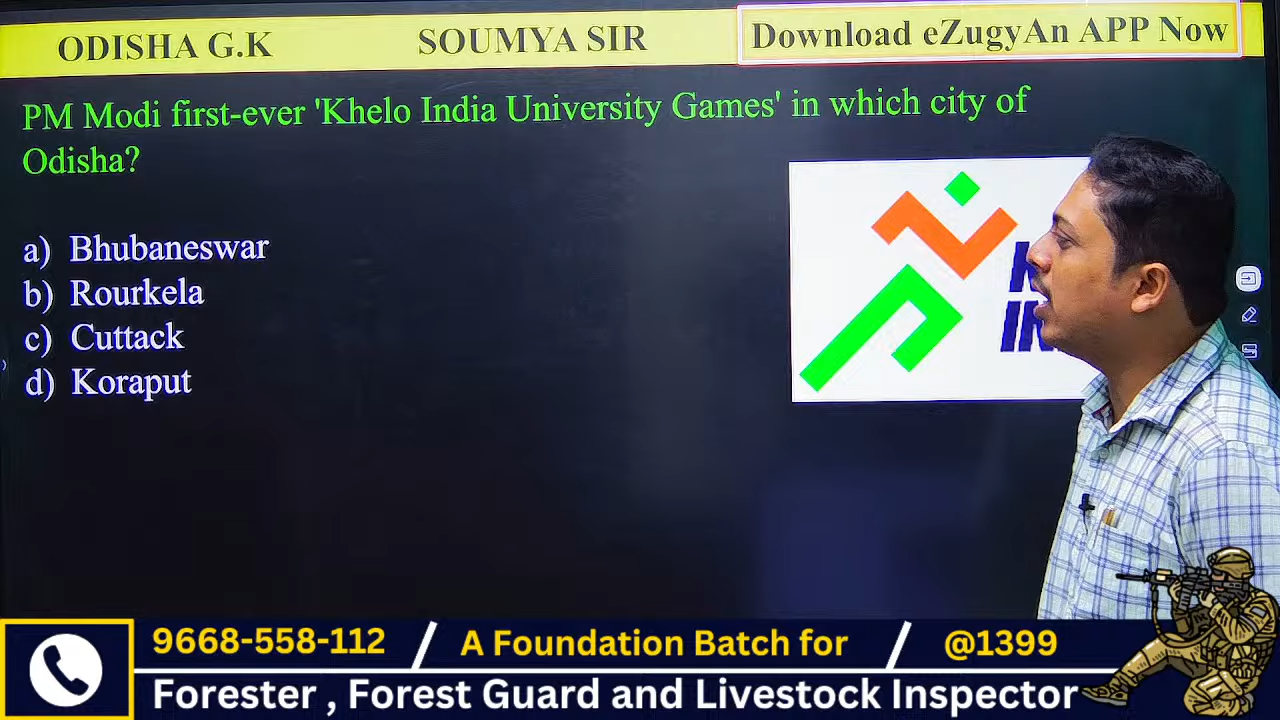 ODISHA G.K SOUMYA SIR Download eZugyAn APP Now
PM Modi first-ever 'Khelo India University Games' in which city of
Odisha?
a) Bhubaneswar
b) Rourkela
c) Cuttack
d) Koraput
9668-558-112 / A Foundation Batch for / @1399
Forester , Forest Guard and Livestock Inspector